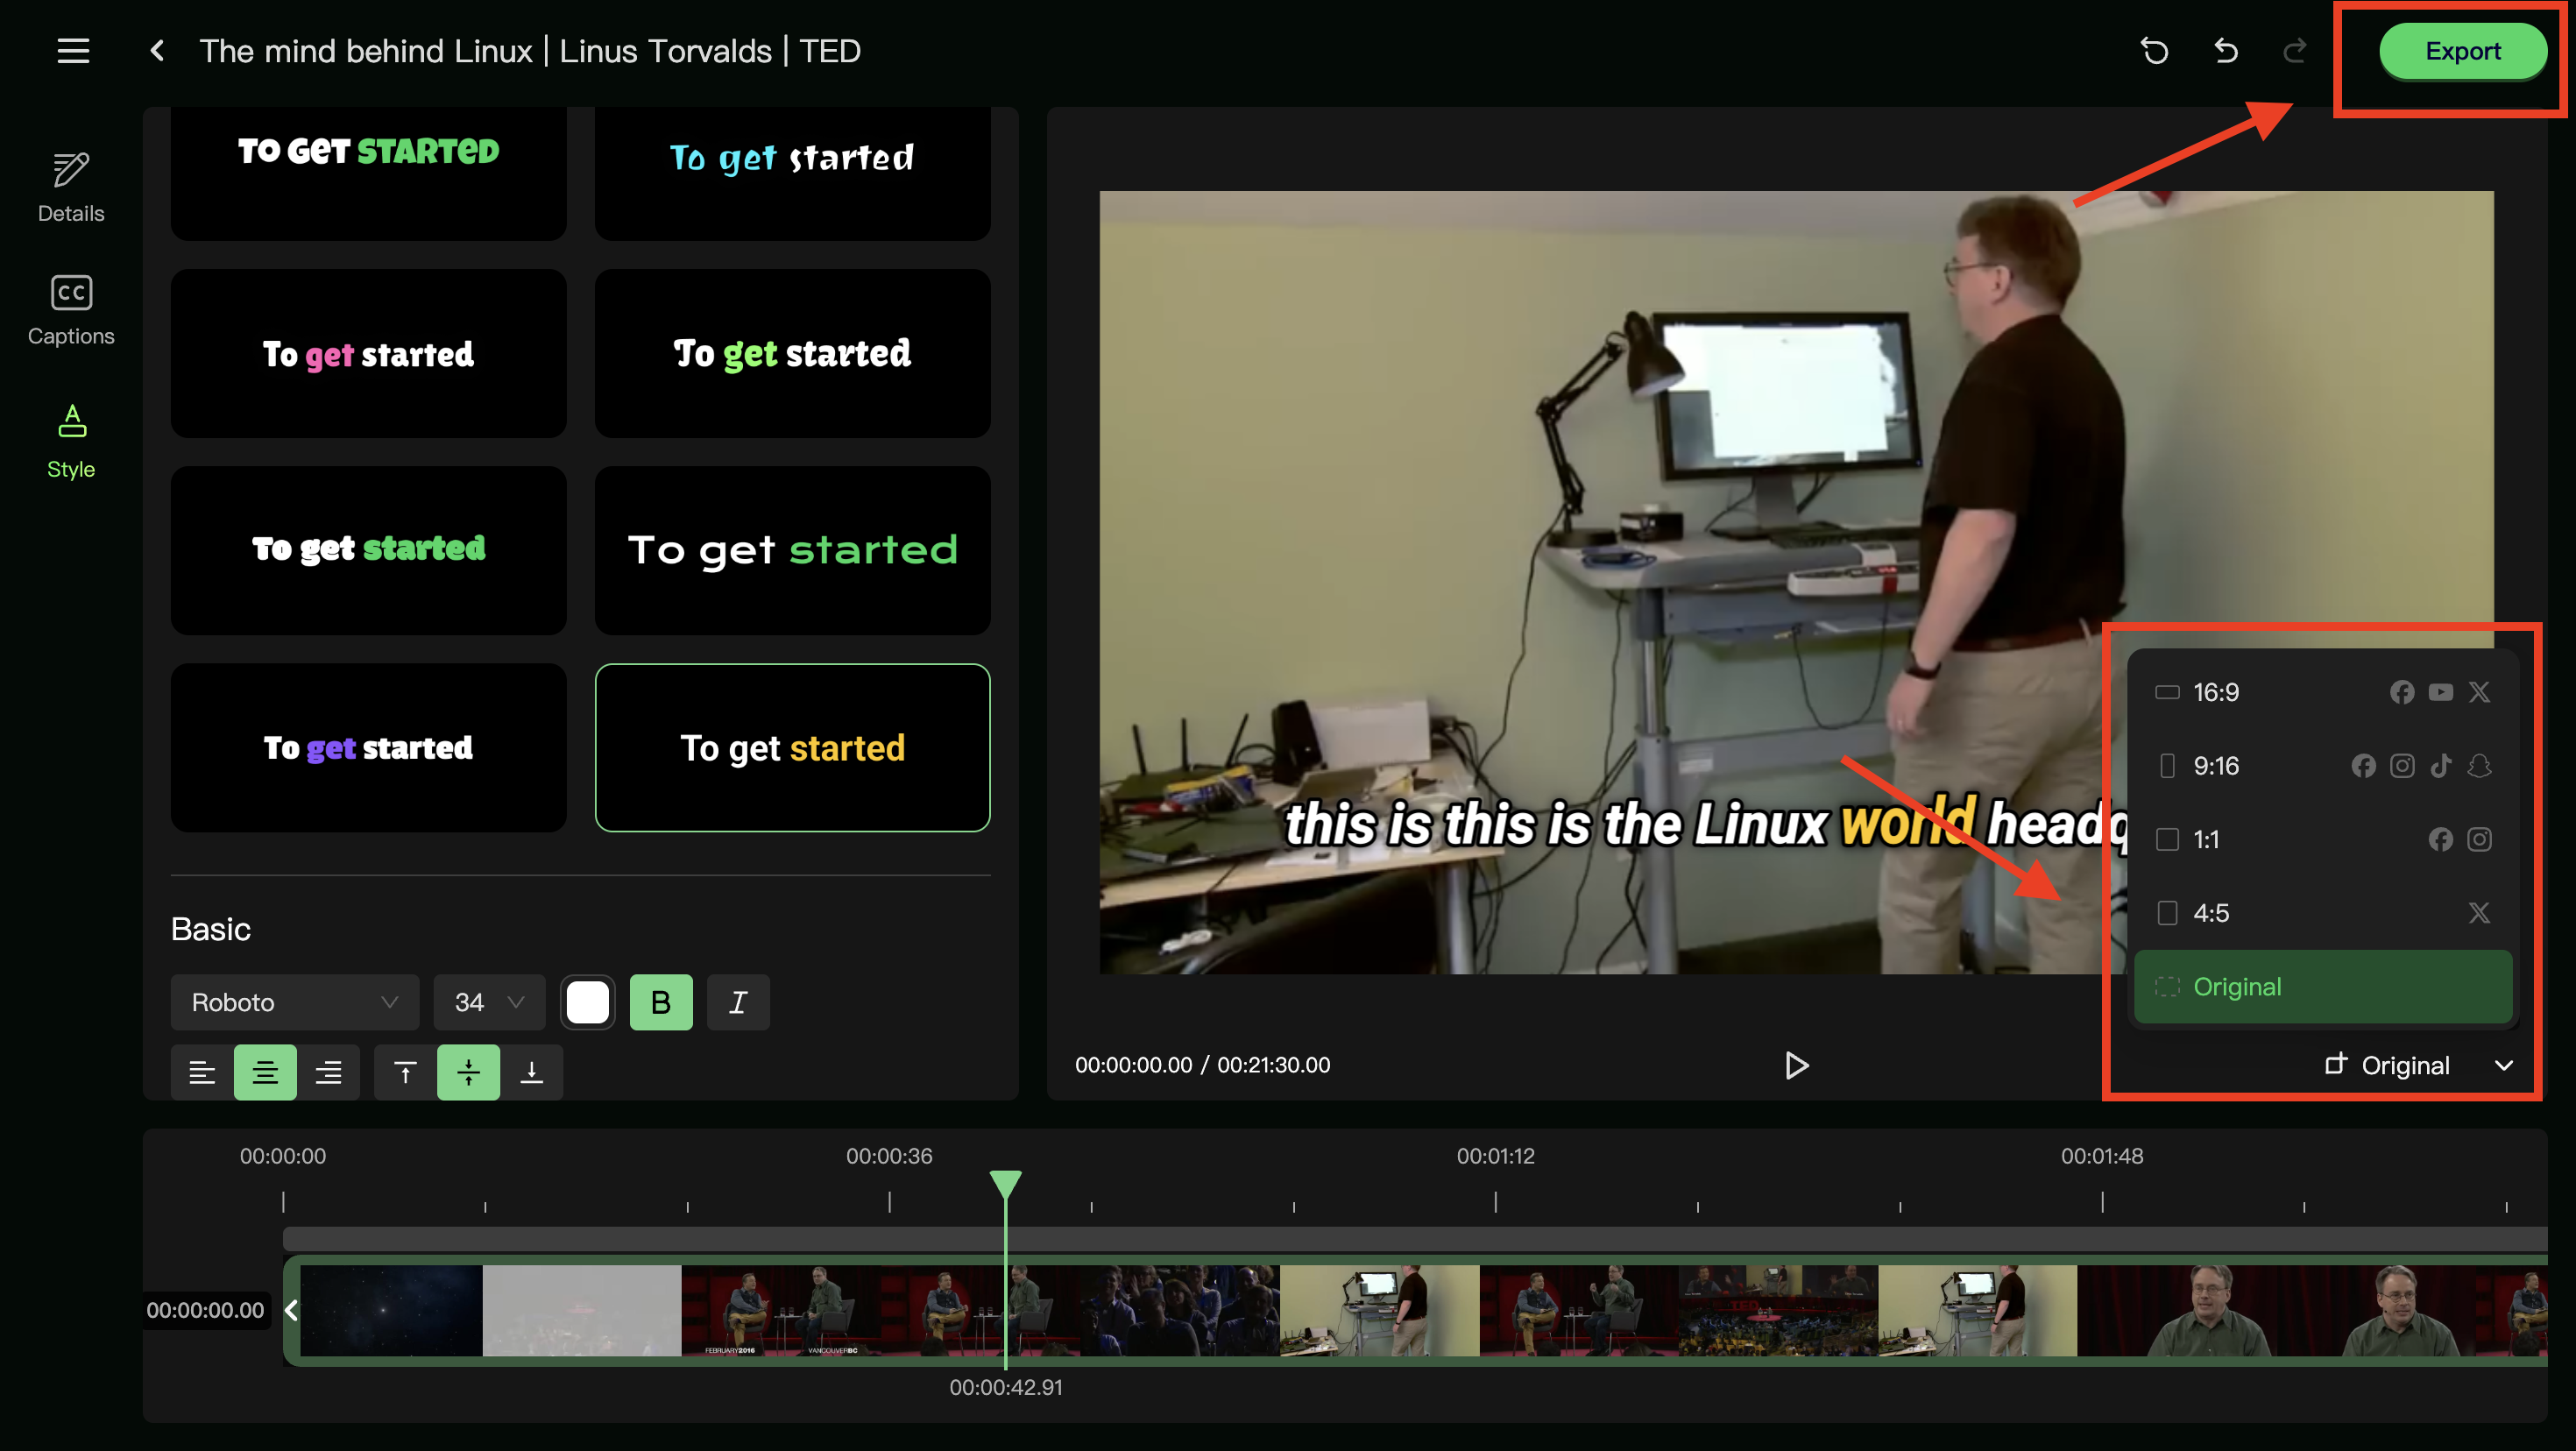 The mind behind Linux | Linus Torvalds | TED
Export
Details
Captions
Style
To GeT STARTeD
To get started
To get started
To get started
To get started
To get started
To get started
To get started
Basic
Roboto
34
B
I
this is this is the Linux world headq
16:9
9:16
1:1
4:5
Original
00:00:00.00 / 00:21:30.00
Original
00:00:00
00:00:36
00:01:12
00:01:48
00:00:00.00
FEBRUARY2016
VANCOUVERBC
TED
00:00:42.91